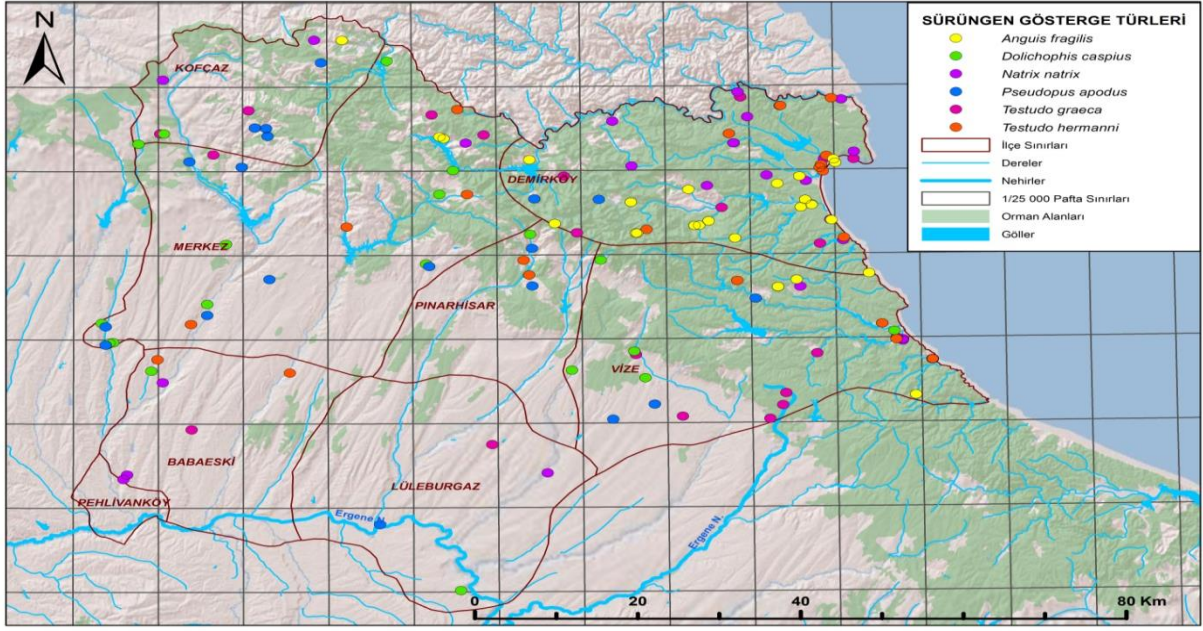 N
SÜRÜNGEN GÖSTERGE TÜRLERİ
Anguis fragilis
Dolichophis caspius
Natrix natrix
Pseudopus apodus
Testudo graeca
Testudo hermanni
İlçe Sınırları
Dereler
Nehirler
1/25 000 Pafta Sınırları
Orman Alanları
Göller
KOFÇAZ
DEMİRKÖY
MERKEZ
PINARHİSAR
VİZE
BABAESKİ
LÜLEBURGAZ
PEHLİVANKÖY
Ergene N.
Ergene N.
0 20 40 80 Km